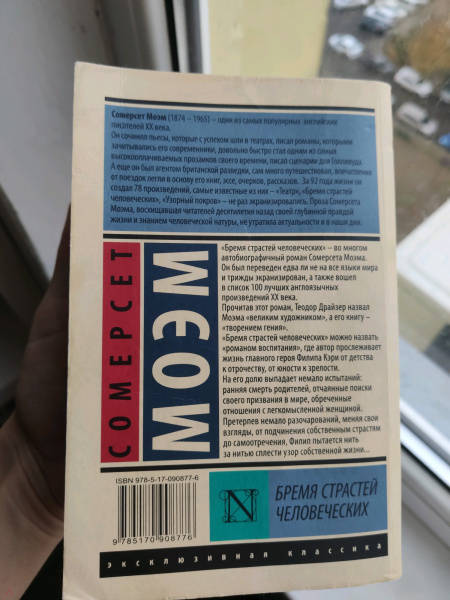 Сомерсет Моэм (1874 – 1965) – один из самых популярных английских
писателей XX века.
Он сочинял пьесы, которые с успехом шли в театрах, писал романы, которыми
зачитывались его современники, довольно быстро стал одним из самых
высокооплачиваемых прозаиков своего времени, писал сценарии для Голливуда.
А еще он был агентом британской разведки, сам много путешествовал, впечатления
от поездок легли в основу его книг, эссе, очерков, рассказов. За 92 года жизни он
создал 78 произведений, самые известные из них – «Театр», «Бремя страстей
человеческих», «Узорный покров» – не раз экранизировались. Проза Сомерсета
Моэма, восхищавшая читателей десятилетия назад своей глубинной правдой
жизни и знанием человеческой натуры, не утратила актуальности и в наши дни.
СОМЕРСЕТ
МОЭМ
«Бремя страстей человеческих» – во многом
автобиографичный роман Сомерсета Моэма.
Он был переведен едва ли не на все языки мира
и трижды экранизирован, а также вошел
в список 100 лучших англоязычных
произведений XX века.
Прочитав этот роман, Теодор Драйзер назвал
Моэма «великим художником», а его книгу –
«творением гения».
«Бремя страстей человеческих» можно назвать
«романом воспитания», где автор прослеживает
жизнь главного героя Филипа Кэри от детства
к отрочеству, от юности к зрелости.
На его долю выпадает немало испытаний:
ранняя смерть родителей, отчаянные поиски
своего призвания в мире, обреченные
отношения с легкомысленной женщиной.
Претерпев немало разочарований, меняя свои
взгляды, от подчинения собственным страстям
до самоотречения, Филип пытается нить
за нитью сплести узор собственной жизни...
ISBN 978-5-17-090877-6
9 785170 908776
N
БРЕМЯ СТРАСТЕЙ
ЧЕЛОВЕЧЕСКИХ
эксклюзивная классика